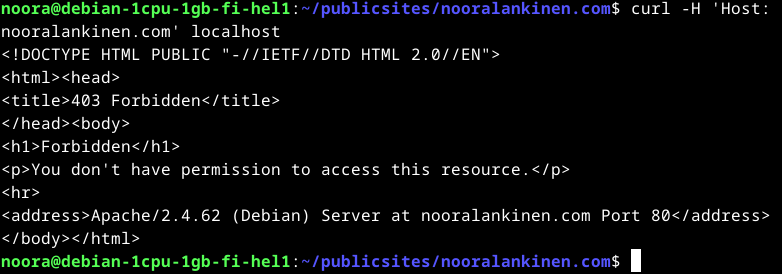 noora@debian-1cpu-1gb-fi-hel1:~/publicsites/nooralankinen.com$ curl -H 'Host:
nooralankinen.com' localhost
<!DOCTYPE HTML PUBLIC "-//IETF//DTD HTML 2.0//EN">
<html><head>
<title>403 Forbidden</title>
</head><body>
<h1>Forbidden</h1>
<p>You don't have permission to access this resource.</p>
<hr>
<address>Apache/2.4.62 (Debian) Server at nooralankinen.com Port 80</address>
</body></html>
noora@debian-1cpu-1gb-fi-hel1:~/publicsites/nooralankinen.com$